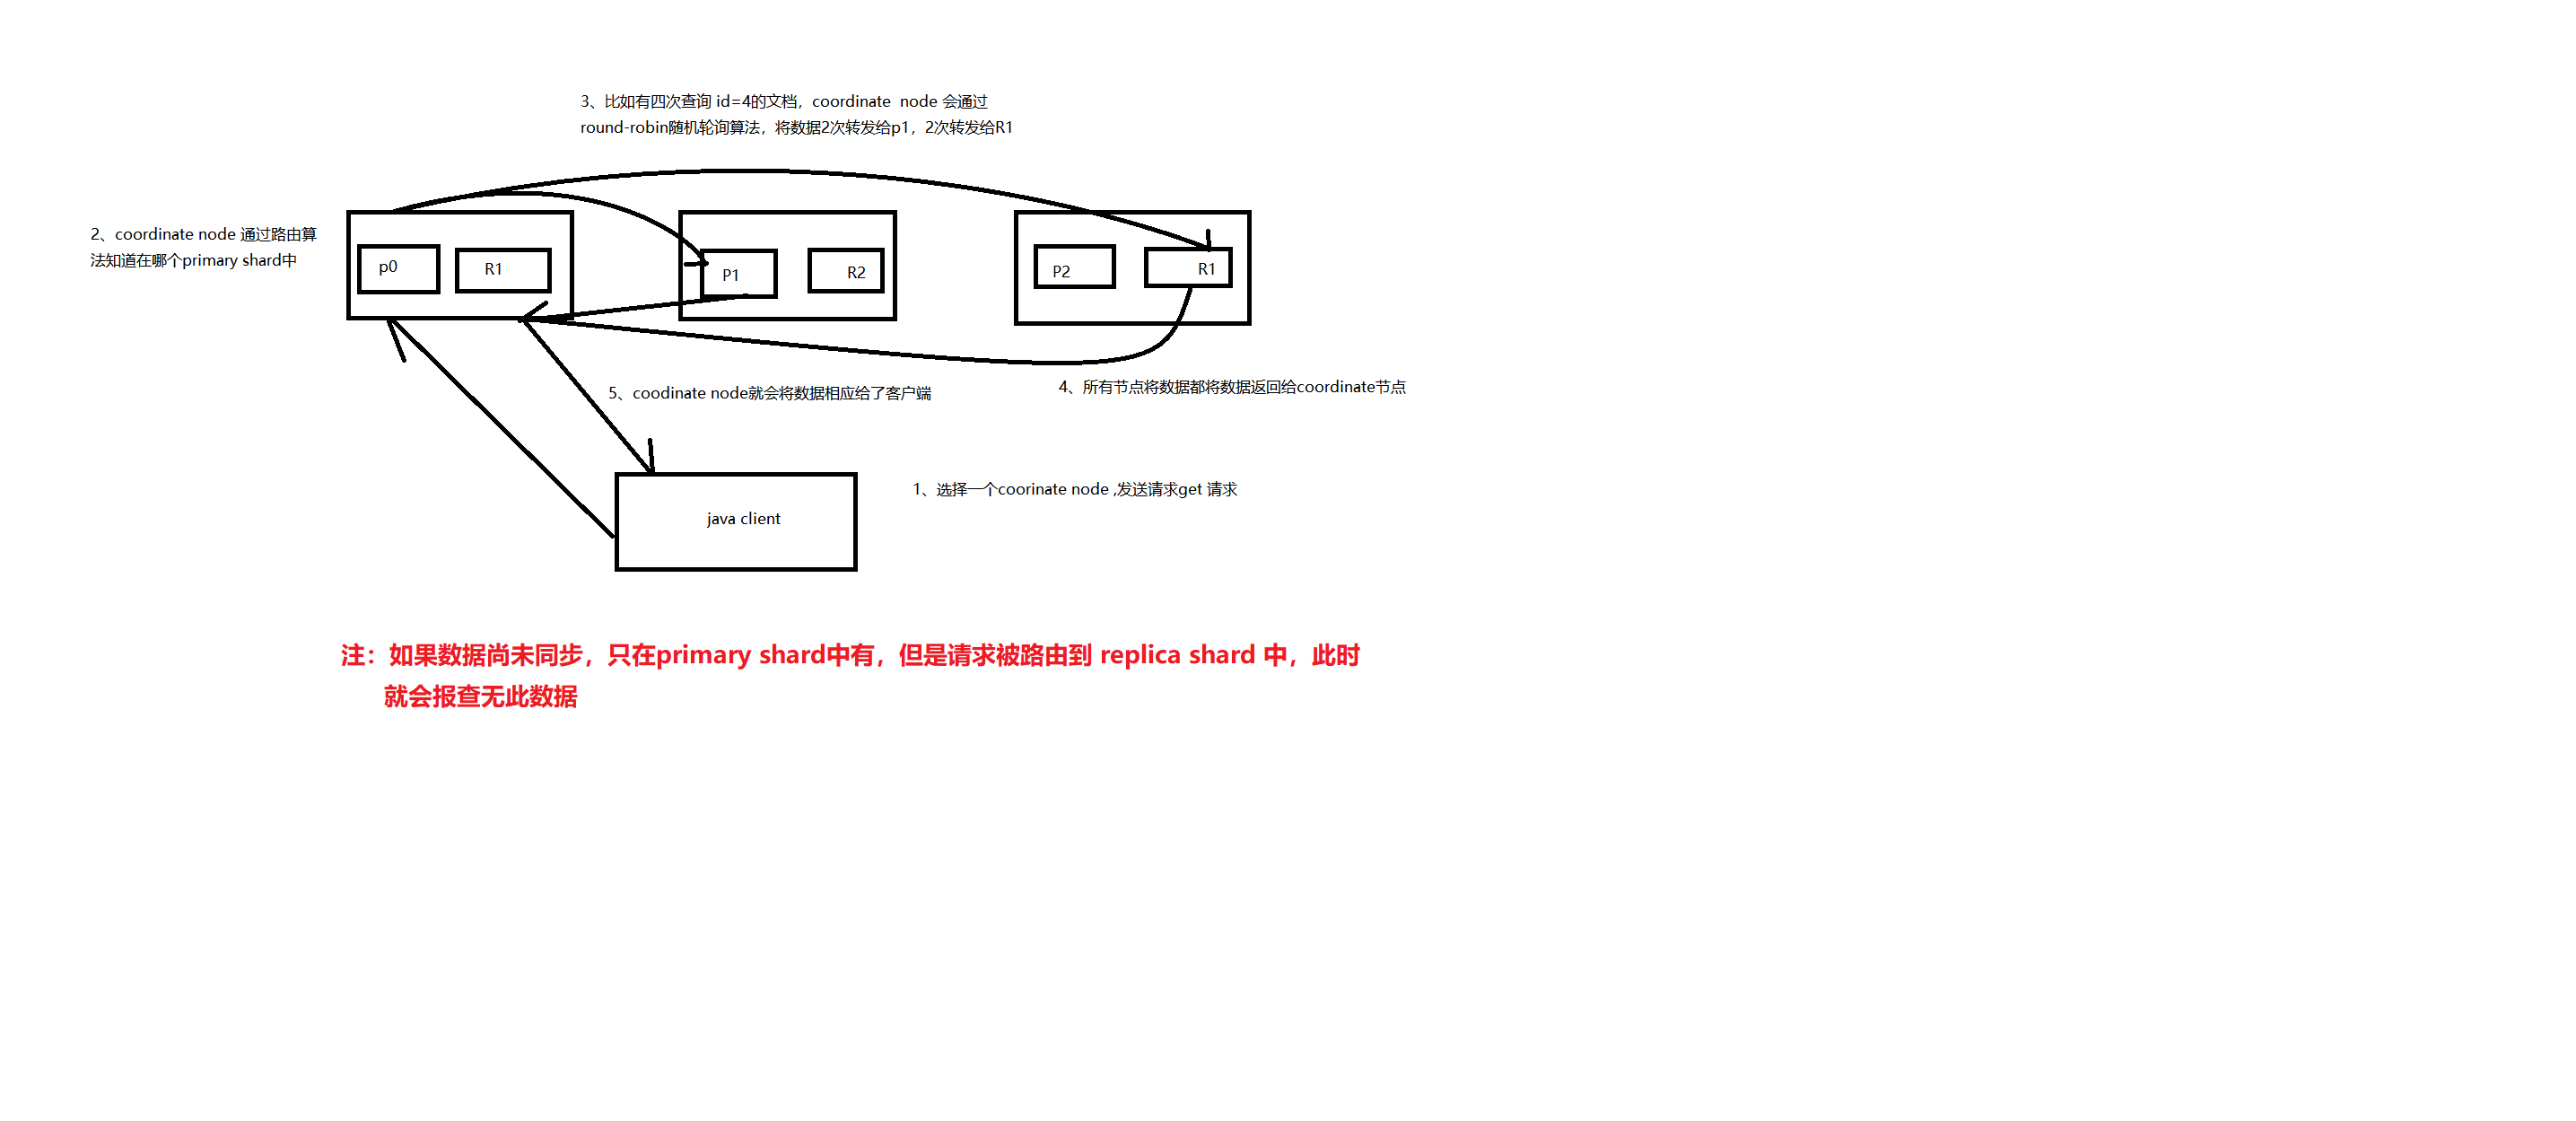 3、比如有四次查询 id=4的文档，coordinate  node 会通过
round-robin随机轮询算法，将数据2次转发给p1，2次转发给R1
2、coordinate node 通过路由算
法知道在哪个primary shard中
p0
R1
P1
R2
P2
R1
5、coodinate node就会将数据相应给了客户端
4、所有节点将数据都将数据返回给coordinate节点
1、选择一个coorinate node ,发送请求get 请求
java client
注：如果数据尚未同步，只在primary shard中有，但是请求被路由到 replica shard 中，此时
就会报查无此数据